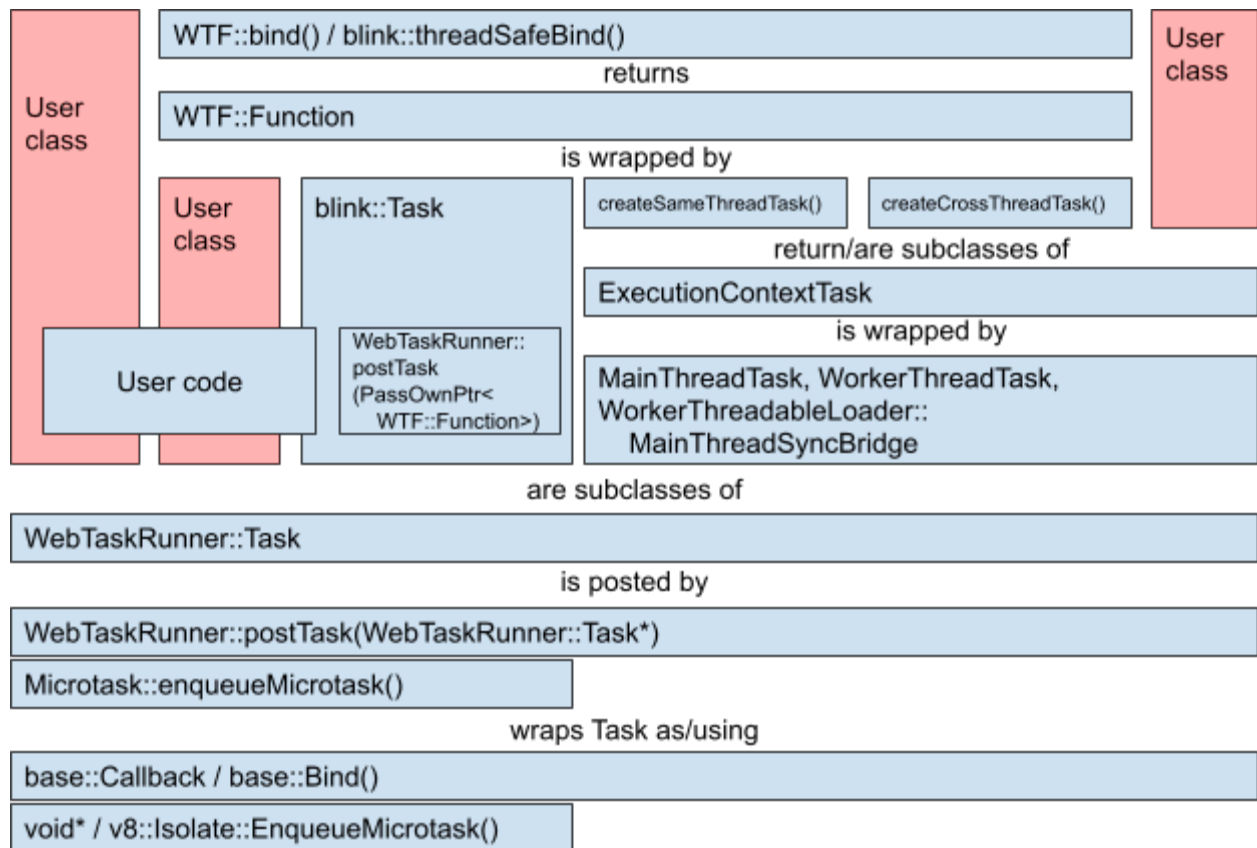 WTF::bind() / blink::threadSafeBind()
User
class
returns
User
class
WTF::Function
is wrapped by
User
class
blink::Task
createSameThreadTask()
createCrossThreadTask()
return/are subclasses of
ExecutionContextTask
is wrapped by
User code
WebTaskRunner::
postTask
(PassOwnPtr<
WTF::Function>)
MainThreadTask, WorkerThreadTask,
WorkerThreadableLoader::
MainThreadSyncBridge
are subclasses of
WebTaskRunner::Task
is posted by
WebTaskRunner::postTask(WebTaskRunner::Task*)
Microtask::enqueueMicrotask()
wraps Task as/using
base::Callback / base::Bind()
void* / v8::Isolate::EnqueueMicrotask()